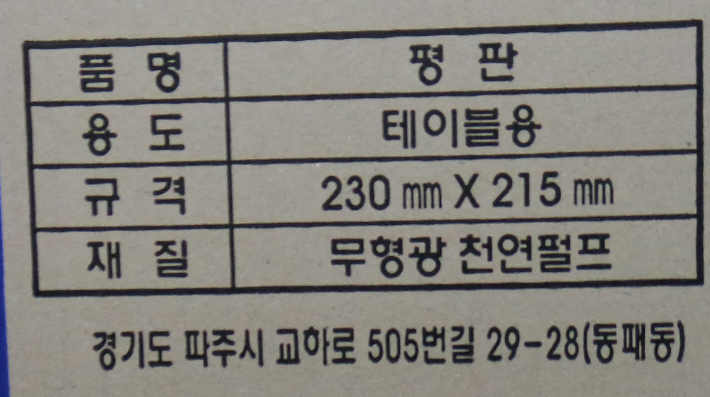 품 명 평 판
용 도 테이블용
규 격 230 mm X 215 mm
재 질 무형광 천연펄프
경기도 파주시 교하로 505번길 29-28(동패동)